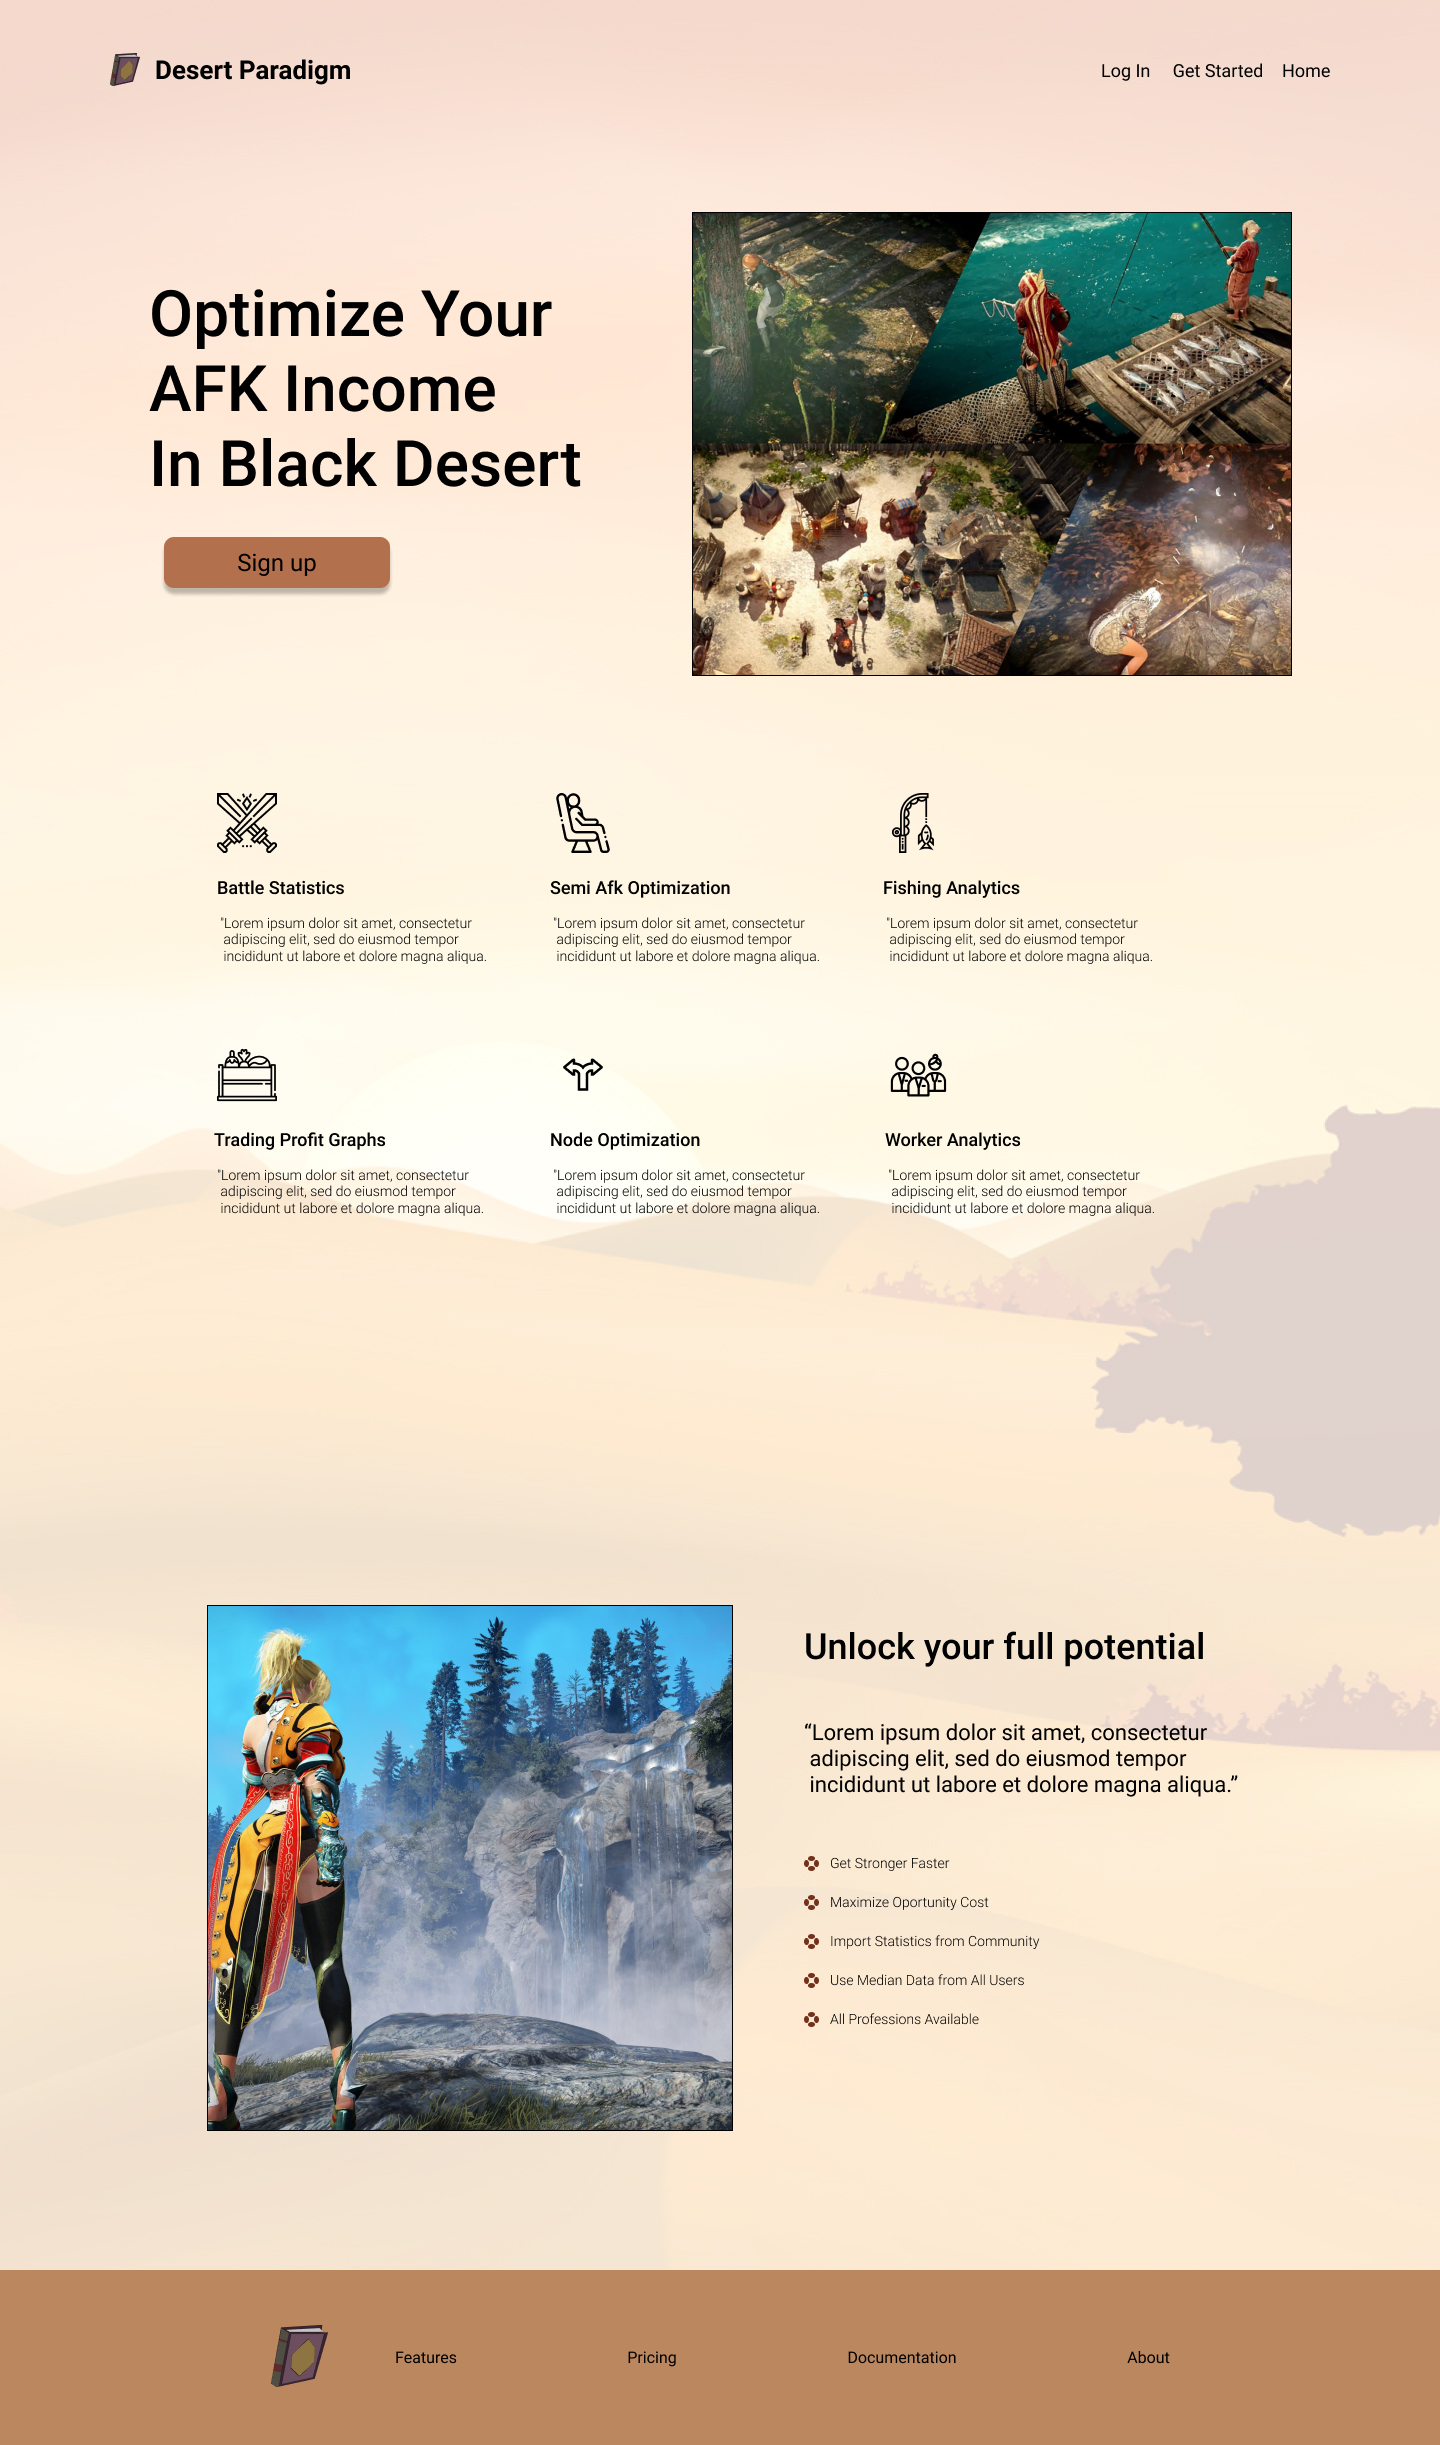 Desert Paradigm
Log In Get Started Home
Optimize Your
AFK Income
In Black Desert
Sign up
Battle Statistics
"Lorem ipsum dolor sit amet, consectetur
adipiscing elit, sed do eiusmod tempor
incididunt ut labore et dolore magna aliqua.
Semi Afk Optimization
"Lorem ipsum dolor sit amet, consectetur
adipiscing elit, sed do eiusmod tempor
incididunt ut labore et dolore magna aliqua.
Fishing Analytics
"Lorem ipsum dolor sit amet, consectetur
adipiscing elit, sed do eiusmod tempor
incididunt ut labore et dolore magna aliqua.
Trading Profit Graphs
"Lorem ipsum dolor sit amet, consectetur
adipiscing elit, sed do eiusmod tempor
incididunt ut labore et dolore magna aliqua.
Node Optimization
"Lorem ipsum dolor sit amet, consectetur
adipiscing elit, sed do eiusmod tempor
incididunt ut labore et dolore magna aliqua.
Worker Analytics
"Lorem ipsum dolor sit amet, consectetur
adipiscing elit, sed do eiusmod tempor
incididunt ut labore et dolore magna aliqua.
Unlock your full potential
“Lorem ipsum dolor sit amet, consectetur
adipiscing elit, sed do eiusmod tempor
incididunt ut labore et dolore magna aliqua.”
Get Stronger Faster
Maximize Oportunity Cost
Import Statistics from Community
Use Median Data from All Users
All Professions Available
Features Pricing Documentation About